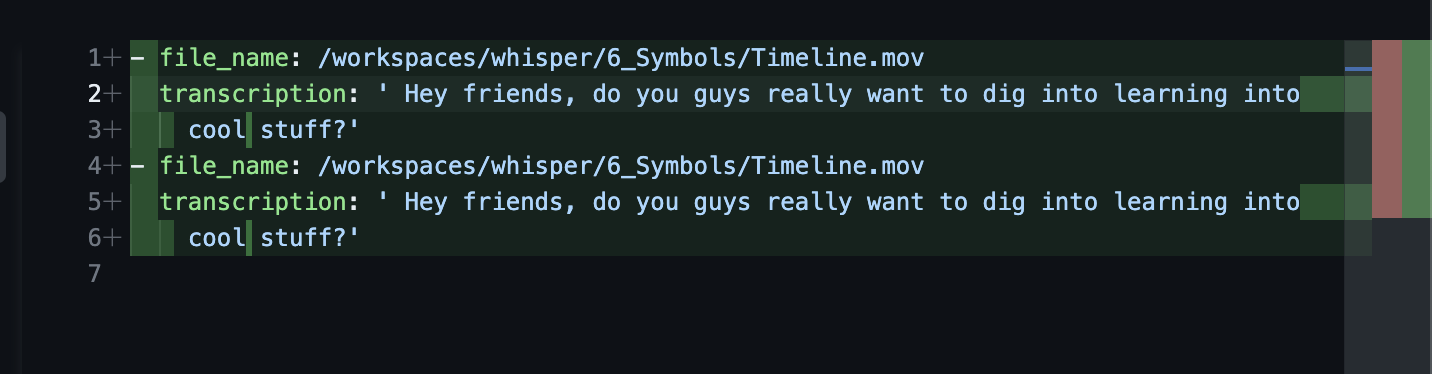 1+ - file_name: /workspaces/whisper/6_Symbols/Timeline.mov
2+ transcription: ' Hey friends, do you guys really want to dig into learning into
3+ cool stuff?'
4+ - file_name: /workspaces/whisper/6_Symbols/Timeline.mov
5+ transcription: ' Hey friends, do you guys really want to dig into learning into
6+ cool stuff?'
7